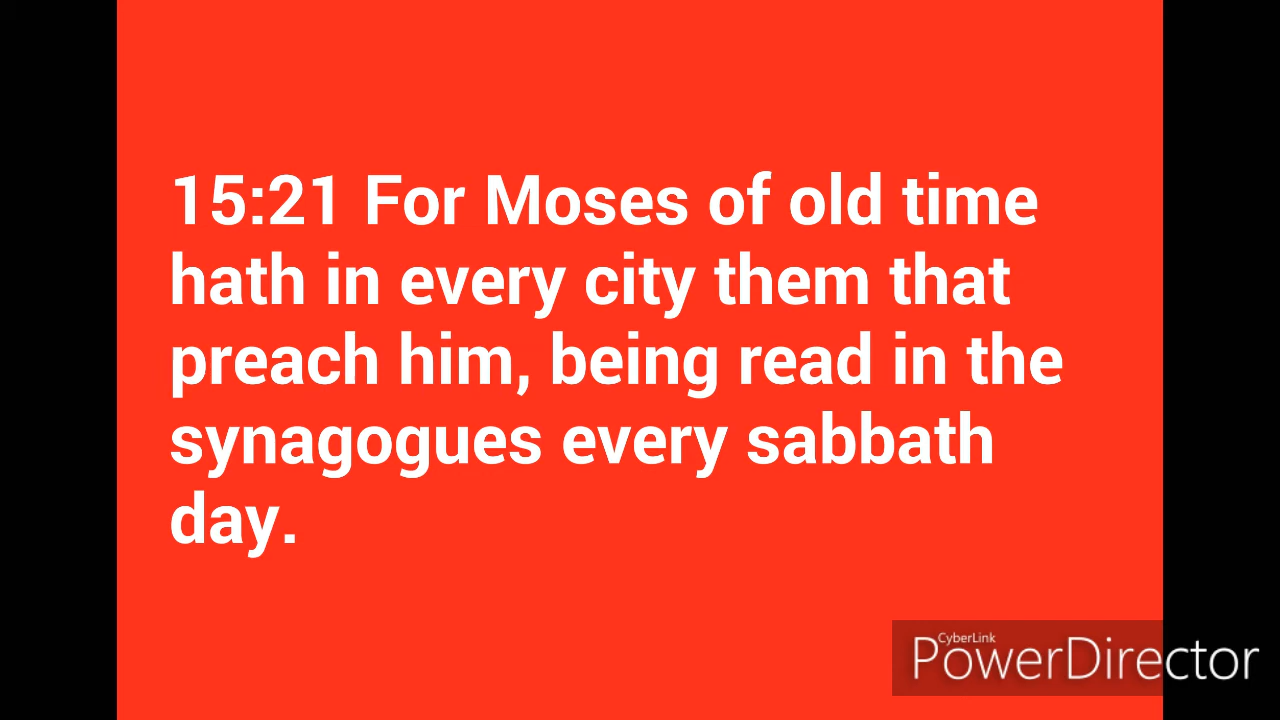 15:21 For Moses of old time
hath in every city them that
preach him, being read in the
synagogues every sabbath
day.
CyberLink
PowerDirector